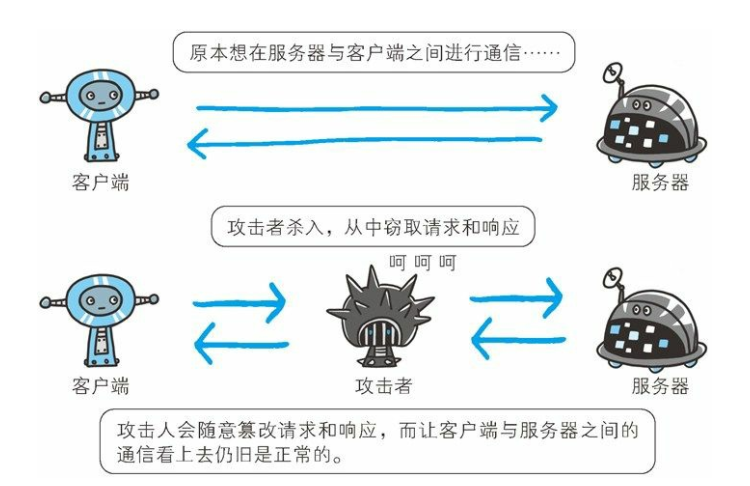 原本想在服务器与客户端之间进行通信……
客户端
服务器
攻击者杀入，从中窃取请求和响应
呵 呵 呵
客户端
攻击者
服务器
攻击人会随意篡改请求和响应，而让客户端与服务器之间的
通信看上去仍旧是正常的。